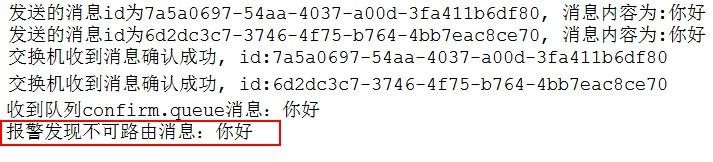 发送的消息id为7a5a0697-54aa-4037-a00d-3fa411b6df80, 消息内容为:你好
发送的消息id为6d2dc3c7-3746-4f75-b764-4bb7eac8ce70, 消息内容为:你好
交换机收到消息确认成功, id:7a5a0697-54aa-4037-a00d-3fa411b6df80
交换机收到消息确认成功, id:6d2dc3c7-3746-4f75-b764-4bb7eac8ce70
收到队列confirm.queue消息: 你好
报警发现不可路由消息: 你好